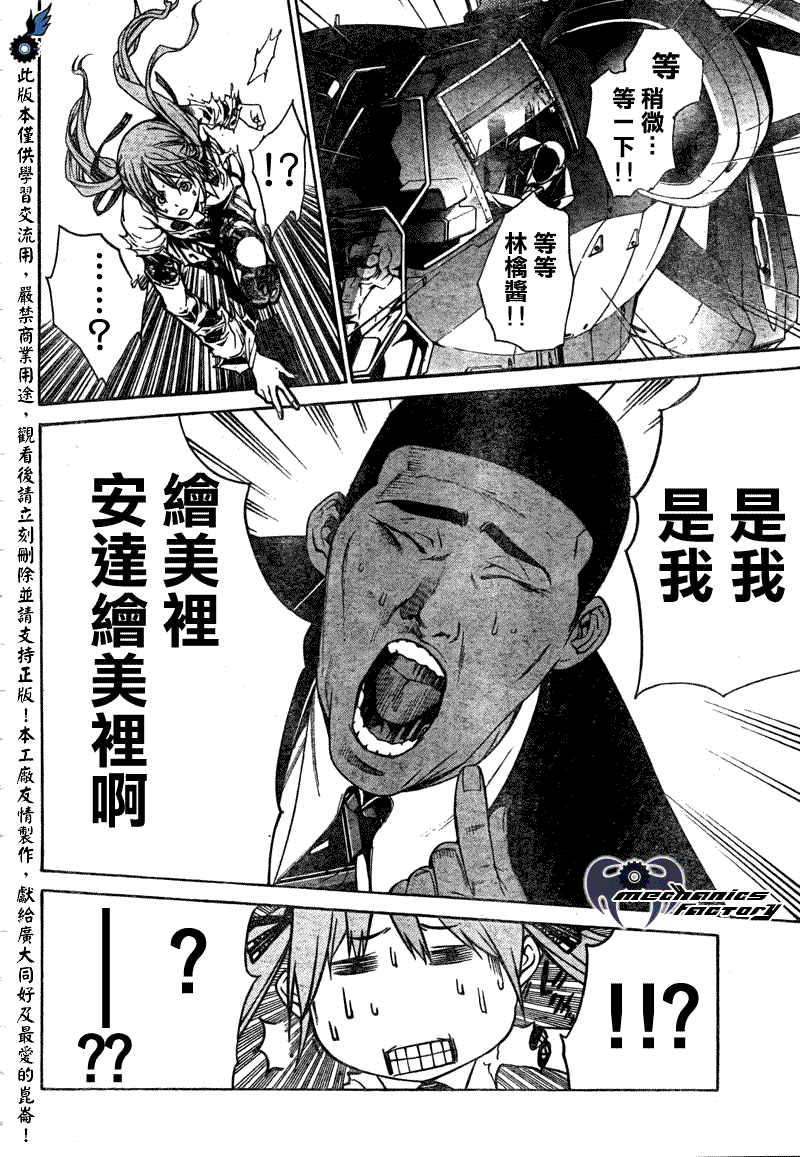 等
稍微…
等一下!!
等等
林檎醬!!
!?
……?
是我
是我
繪美裡
安達繪美裡啊
!!?
?
——??
mechanics
factory
此版本僅供學習交流用，嚴禁商業用途，觀看後請立刻刪除並請支持正版！本工廠友情製作，獻給廣大同好及最愛的崑崙！